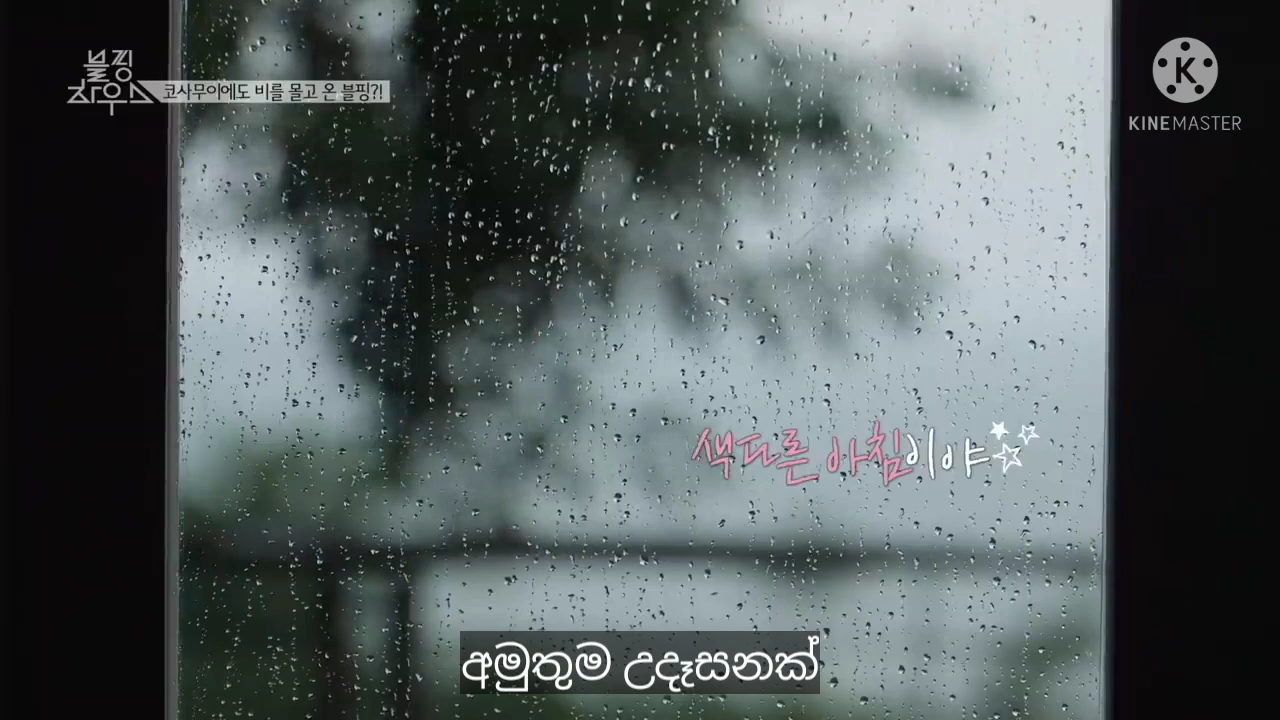 블핑
하우스
코사무이에도 비를 몰고 온 블핑?!
K
KINEMASTER
색다른 아침이야
අමුතුම උදෑසනක්